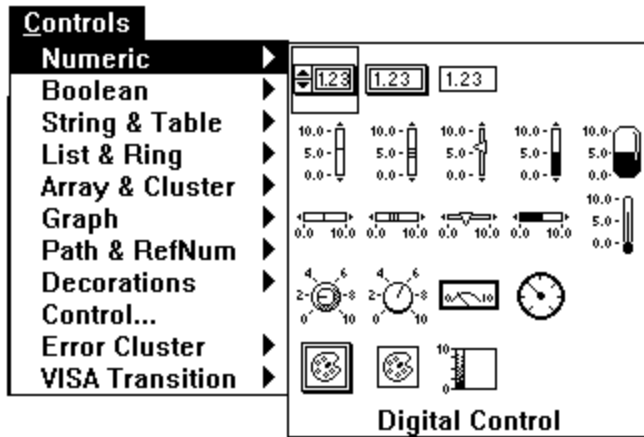 Controls
Numeric
Boolean
String & Table
List & Ring
Array & Cluster
Graph
Path & RefNum
Decorations
Control...
Error Cluster
VISA Transition
1.23 1.23 1.23
10.0 10.0 10.0 10.0 10.0
5.0 5.0 5.0 5.0 5.0
0.0 0.0 0.0 0.0 0.0
10.0
5.0
0.0
0.0 10.0 0.0 10.0 0.0 10.0 0.0 10.0
4 6 4 6
2 8 2 8
0 10 0 10
0 10
10
0
Digital Control